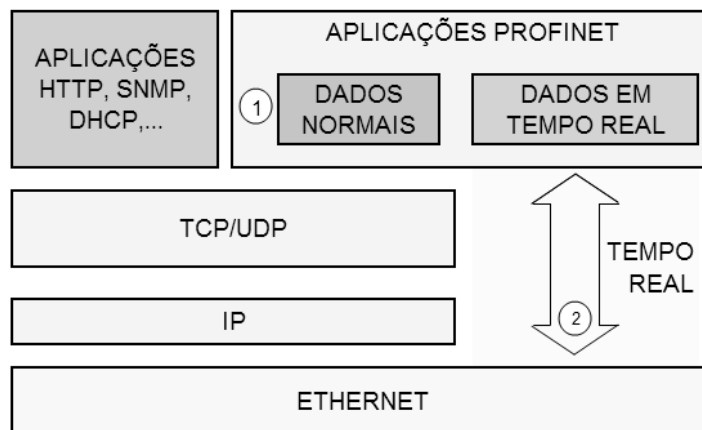 APLICAÇÕES
HTTP, SNMP,
DHCP,...
APLICAÇÕES PROFINET
1
DADOS
NORMAIS
DADOS EM
TEMPO REAL
TCP/UDP
TEMPO
REAL
IP
2
ETHERNET